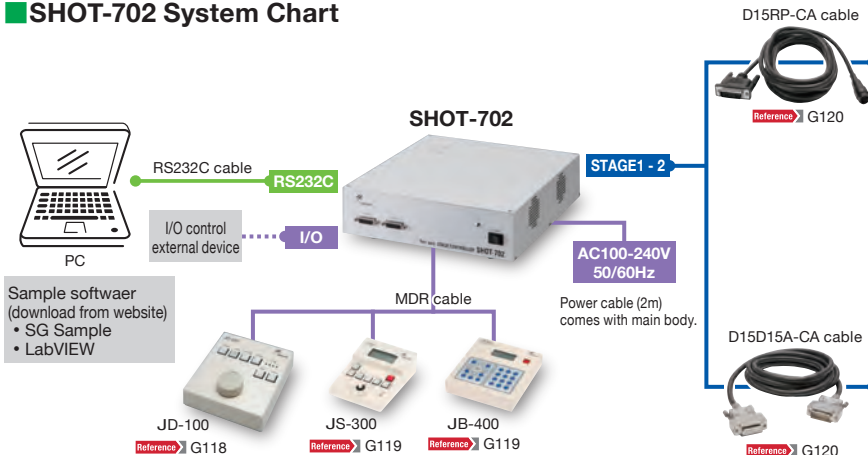 SHOT-702 System Chart
D15RP-CA cable
Reference G120
SHOT-702
RS232C cable
RS232C
STAGE1 - 2
I/O control
external device
I/O
PC
AC100-240V
50/60Hz
Power cable (2m)
comes with main body.
Sample softwaer
(download from website)
• SG Sample
• LabVIEW
MDR cable
D15D15A-CA cable
JD-100
Reference G118
JS-300
Reference G119
JB-400
Reference G119
Reference G120
SHOT-702